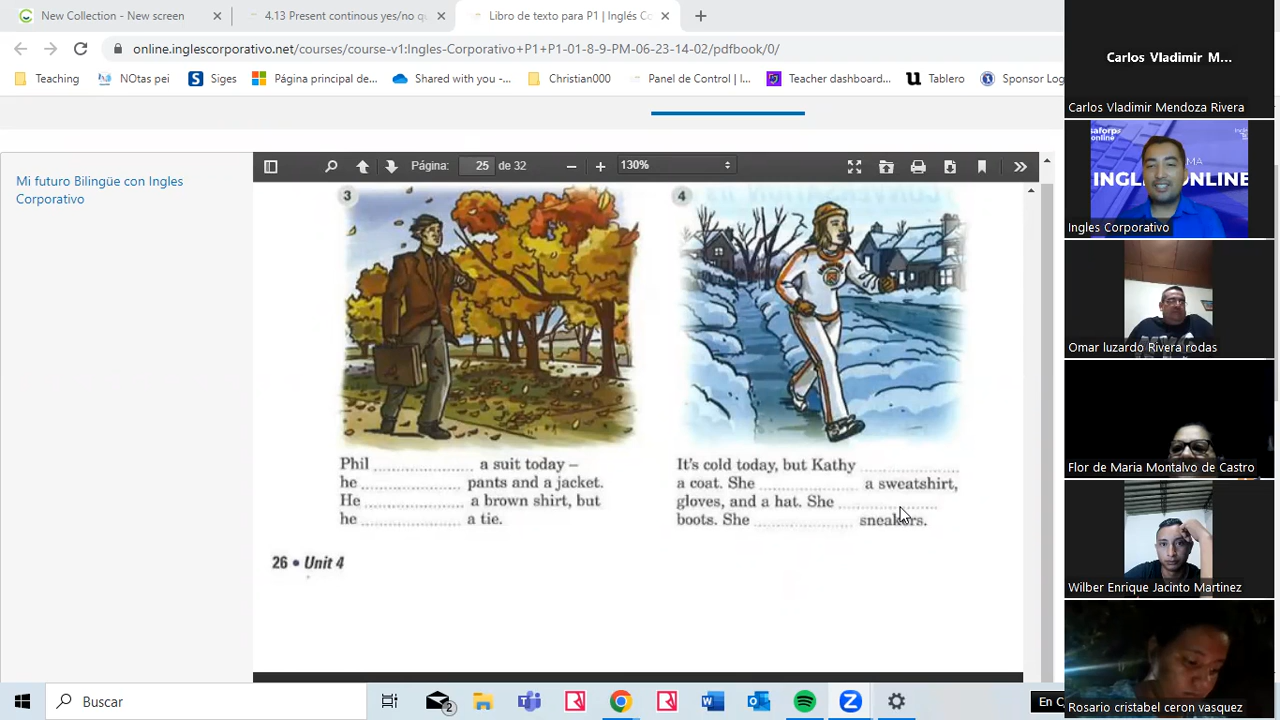 New Collection - New screen
4.13 Present continous yes/no qu
Libro de texto para P1 | Inglés Co
online.inglescorporativo.net/courses/course-v1:Ingles-Corporativo+P1+P1-01-8-9-PM-06-23-14-02/pdfbook/0/
Teaching
NOtas pei
Siges
Página principal de...
Shared with you -...
Christian000
Panel de Control | I...
Teacher dashboard...
Tablero
Sponsor Log
Mi futuro Bilingüe con Ingles
Corporativo
Página: 25 de 32
130%
3
4
Phil .................... a suit today –
he .................... pants and a jacket.
He .................... a brown shirt, but
he .................... a tie.
It's cold today, but Kathy ....................
a coat. She .................... a sweatshirt,
gloves, and a hat. She ....................
boots. She .................... sneakers.
26 • Unit 4
Carlos Vladimir M...
Carlos Vladimir Mendoza Rivera
INGL ONLINE
Ingles Corporativo
Omar luzardo Rivera rodas
Flor de Maria Montalvo de Castro
Wilber Enrique Jacinto Martinez
Rosario cristabel ceron vasquez
Buscar
2